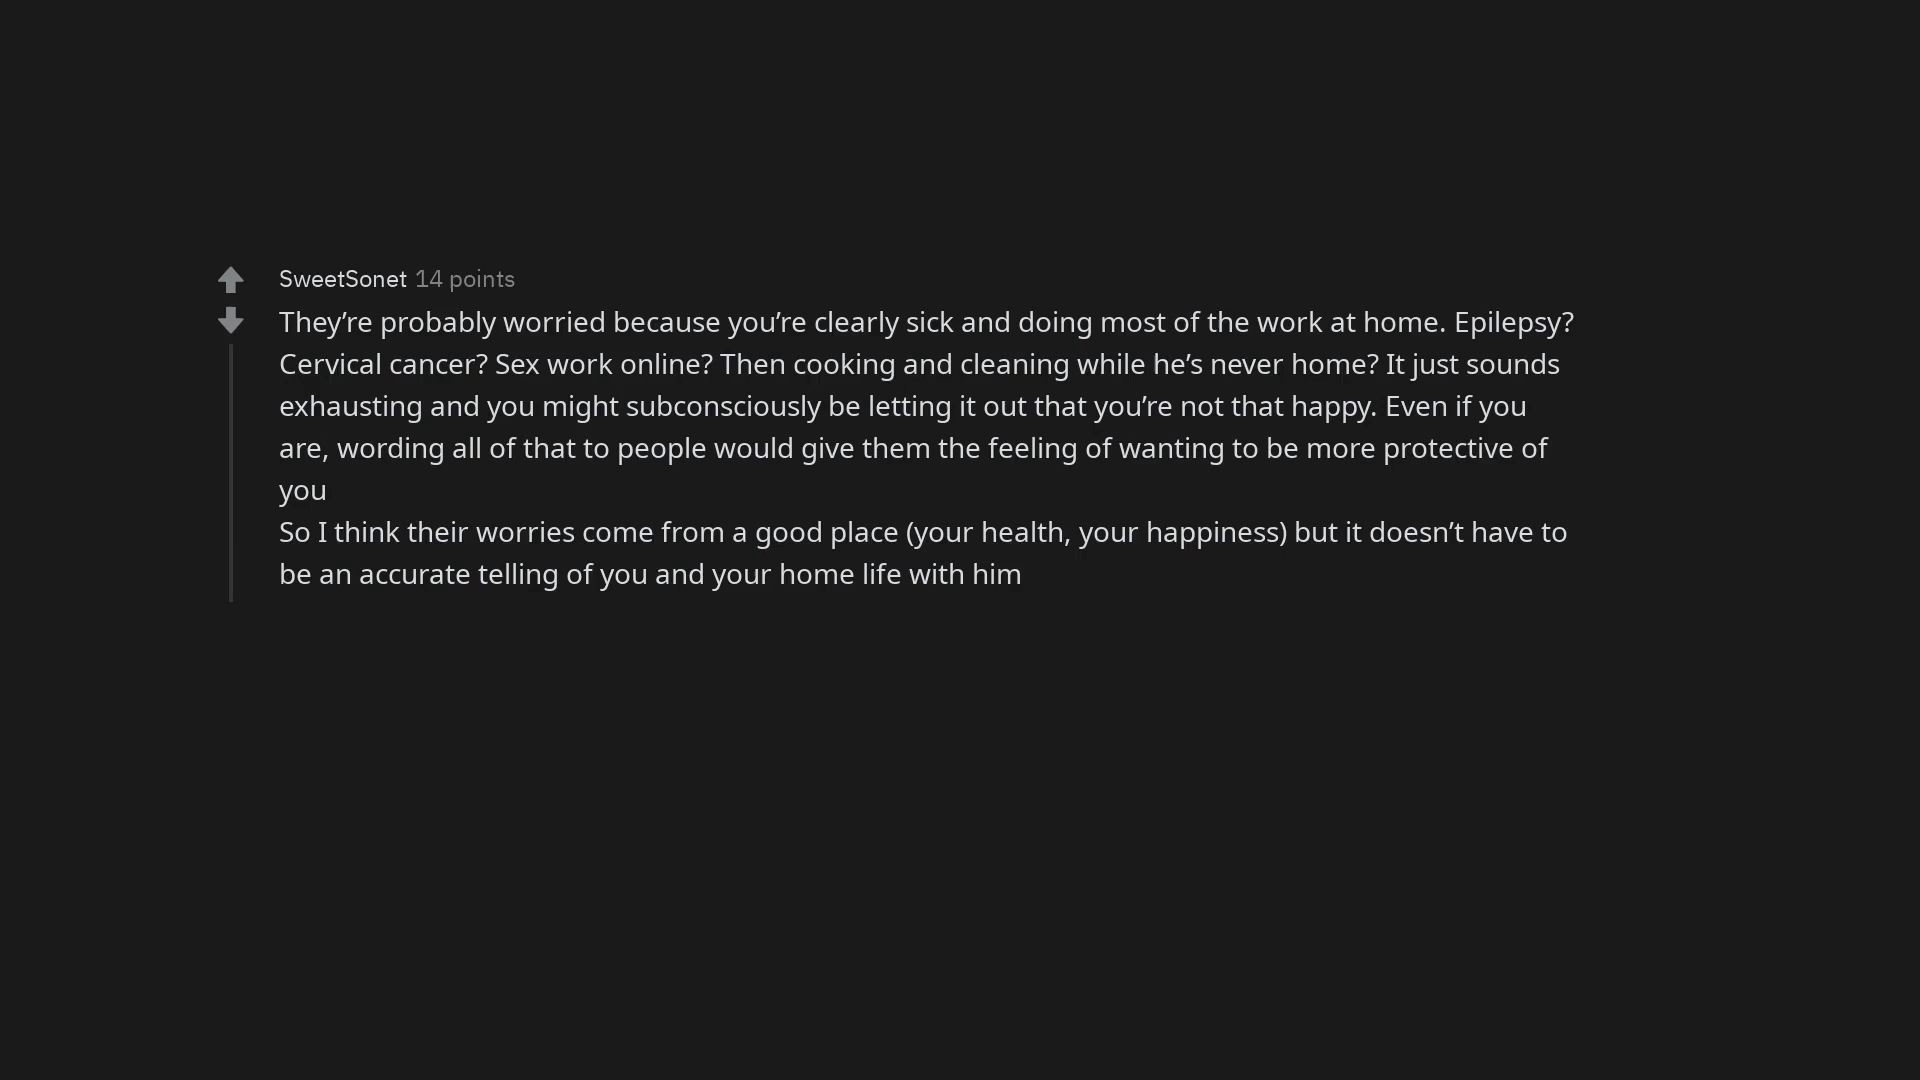 SweetSonet 14 points
They’re probably worried because you’re clearly sick and doing most of the work at home. Epilepsy?
Cervical cancer? Sex work online? Then cooking and cleaning while he’s never home? It just sounds
exhausting and you might subconsciously be letting it out that you’re not that happy. Even if you
are, wording all of that to people would give them the feeling of wanting to be more protective of
you
So I think their worries come from a good place (your health, your happiness) but it doesn’t have to
be an accurate telling of you and your home life with him